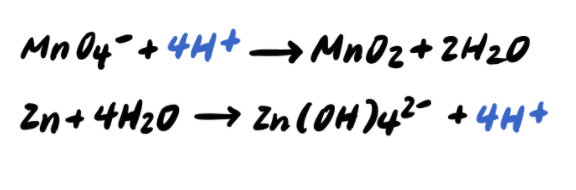 MnO₄⁻ + 4H⁺ → MnO₂ + 2H₂O
Zn + 4H₂O → Zn(OH)₄²⁻ + 4H⁺